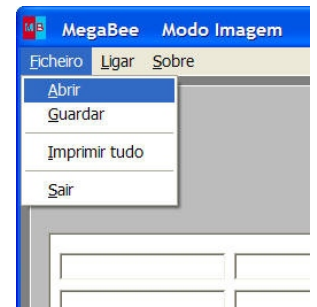 MB MegaBee Modo Imagem
Ficheiro Ligar Sobre
Abrir
Guardar
Imprimir tudo
Sair